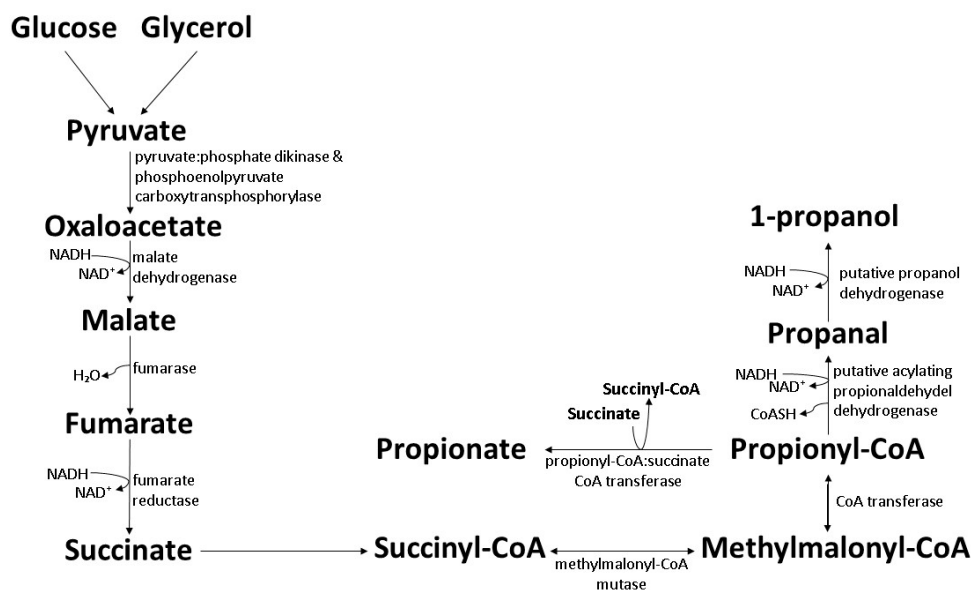 Glucose Glycerol
Pyruvate
pyruvate:phosphate dikinase &
phosphoenolpyruvate
carboxytransphosphorylase
Oxaloacetate
NADH
NAD⁺
malate
dehydrogenase
Malate
H₂O
fumarase
Fumarate
NADH
NAD⁺
fumarate
reductase
Succinate
Succinyl-CoA
methylmalonyl-CoA
mutase
Methylmalonyl-CoA
CoA transferase
Propionyl-CoA
Succinyl-CoA
Succinate
propionyl-CoA:succinate
CoA transferase
Propionate
NADH
NAD⁺
CoASH
putative acylating
propionaldehydel
dehydrogenase
Propanal
NADH
NAD⁺
putative propanol
dehydrogenase
1-propanol